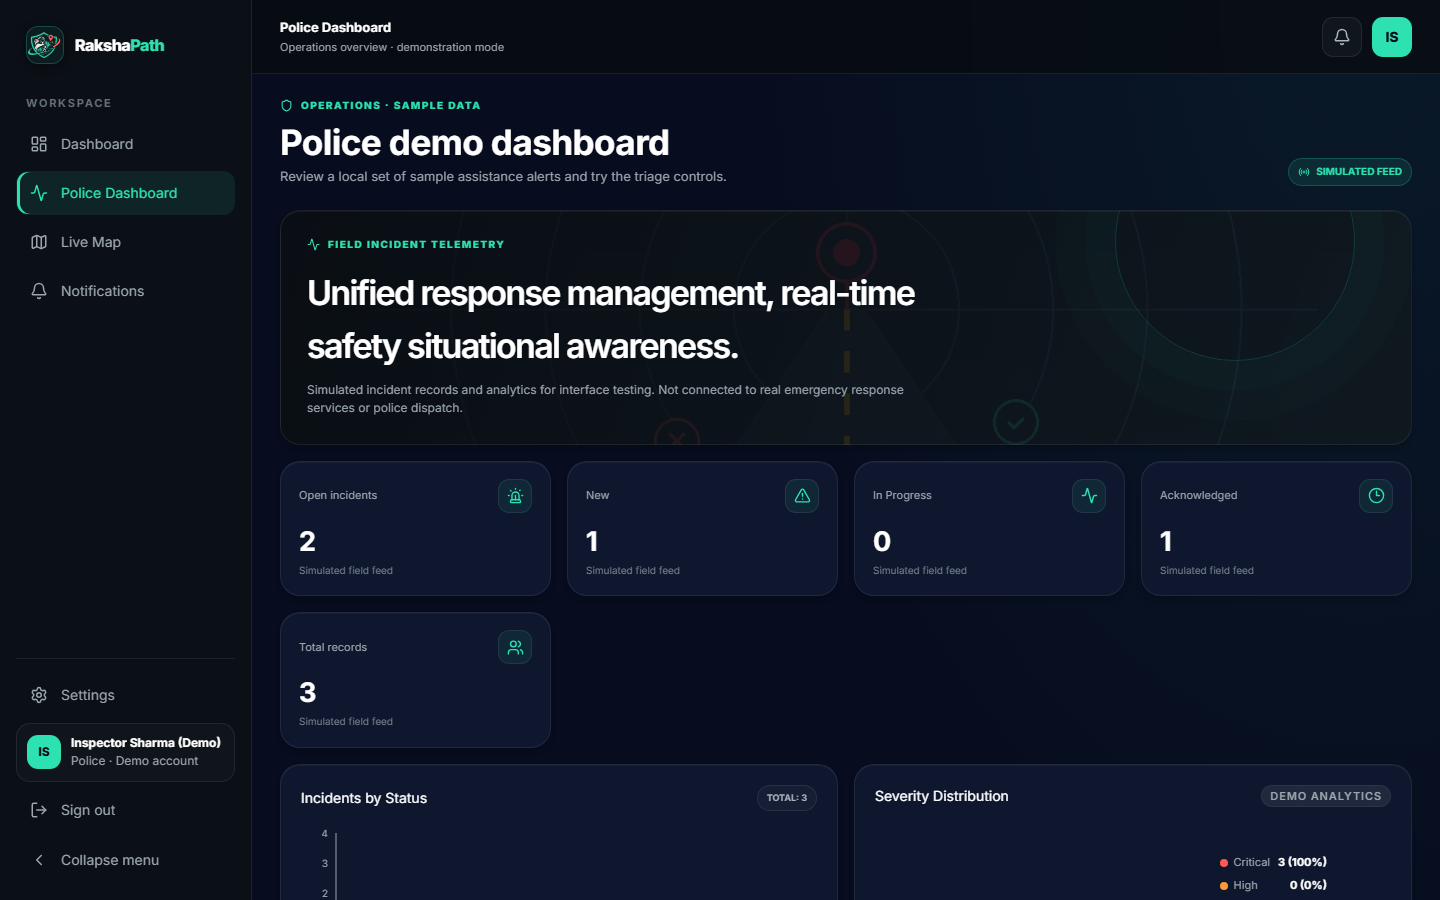 RakshaPath
WORKSPACE
Dashboard
Police Dashboard
Live Map
Notifications
Settings
IS
Inspector Sharma (Demo)
Police · Demo account
Sign out
Collapse menu
Police Dashboard
Operations overview · demonstration mode
IS
OPERATIONS · SAMPLE DATA
Police demo dashboard
Review a local set of sample assistance alerts and try the triage controls.
SIMULATED FEED
FIELD INCIDENT TELEMETRY
Unified response management, real-time
safety situational awareness.
Simulated incident records and analytics for interface testing. Not connected to real emergency response
services or police dispatch.
Open incidents
2
Simulated field feed
New
1
Simulated field feed
In Progress
0
Simulated field feed
Acknowledged
1
Simulated field feed
Total records
3
Simulated field feed
Incidents by Status
TOTAL: 3
4
3
2
Severity Distribution
DEMO ANALYTICS
Critical 3 (100%)
High 0 (0%)